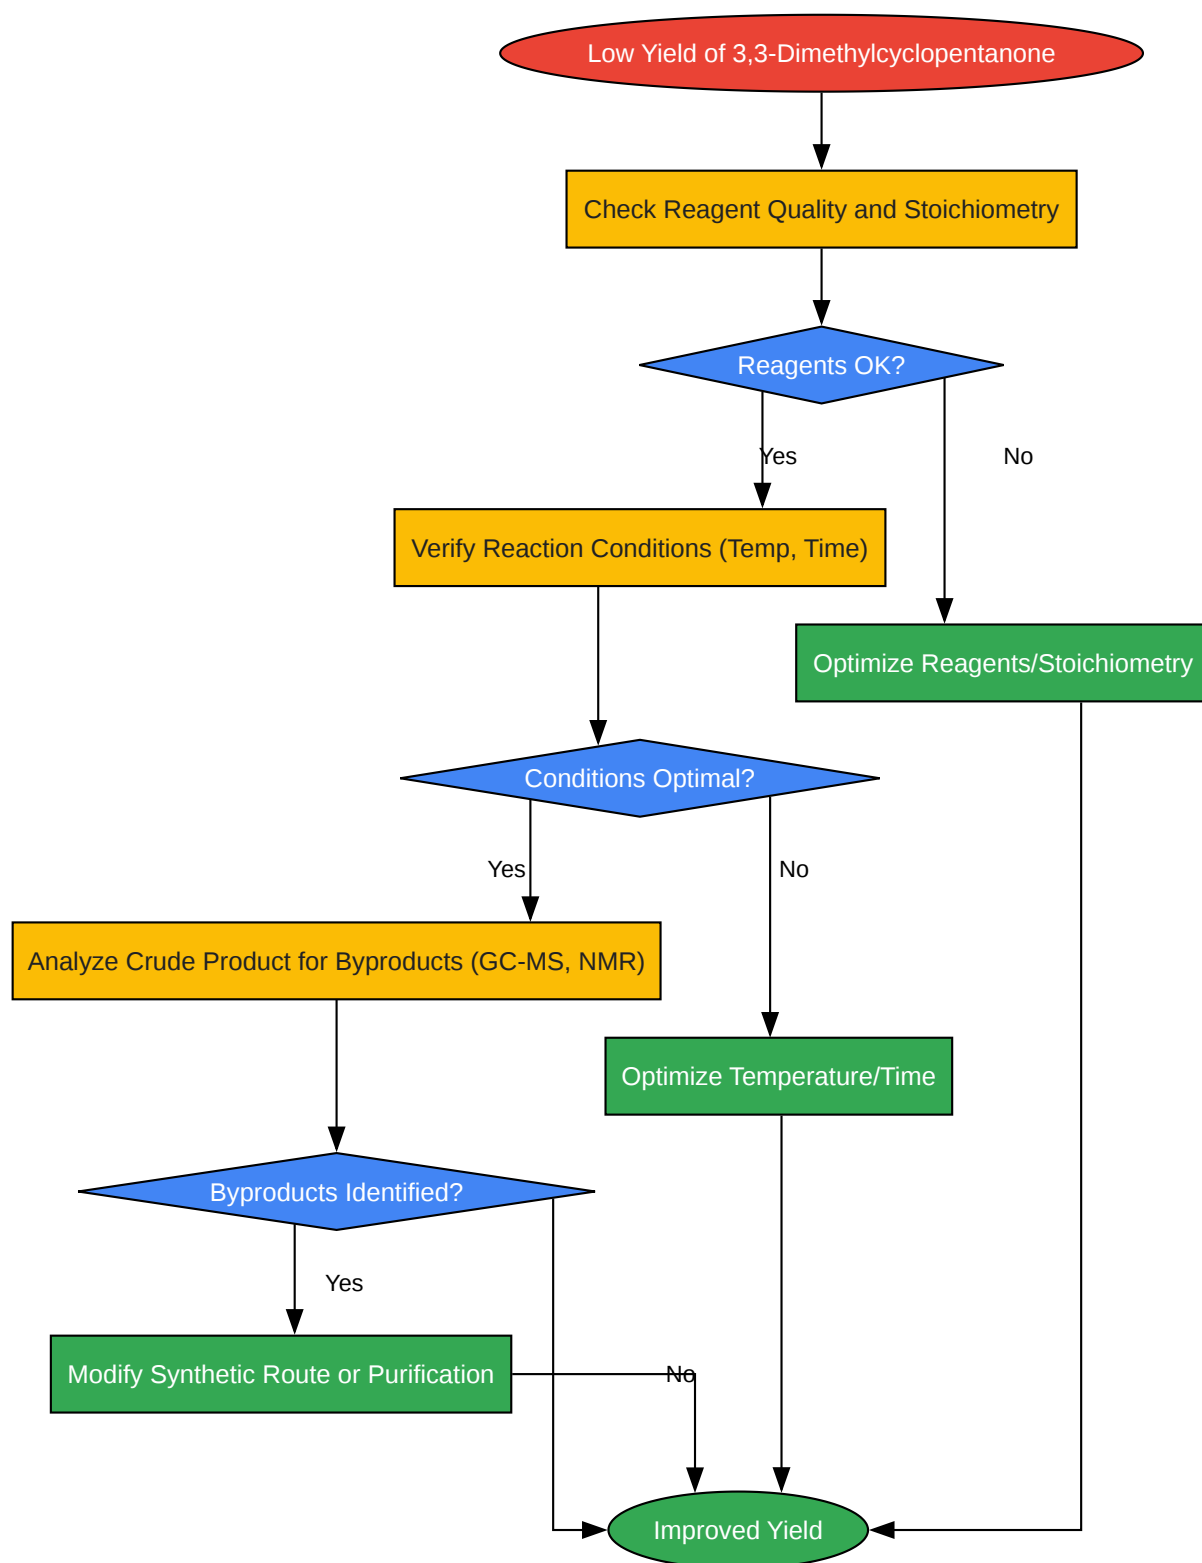 Low Yield of 3,3-Dimethylcyclopentanone
Check Reagent Quality and Stoichiometry
Reagents OK?
Yes
No
Verify Reaction Conditions (Temp, Time)
Optimize Reagents/Stoichiometry
Conditions Optimal?
Yes
No
Analyze Crude Product for Byproducts (GC-MS, NMR)
Optimize Temperature/Time
Byproducts Identified?
Yes
Modify Synthetic Route or Purification
No
Improved Yield